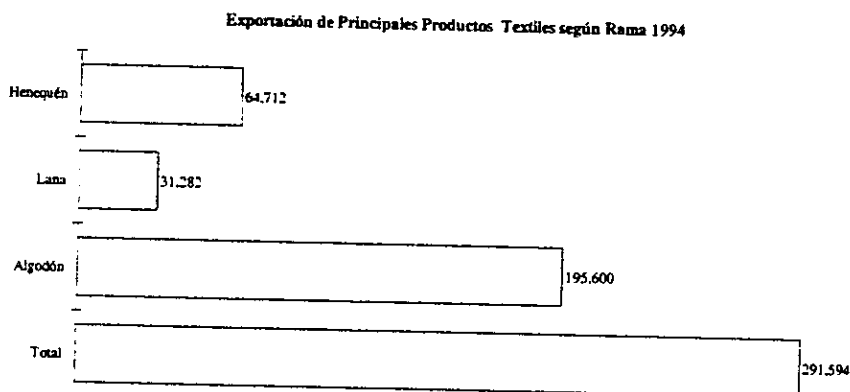 Exportación de Principales Productos Textiles según Rama 1994
Henequén 64,712
Lana 31,282
Algodón 195,600
Total 291,594